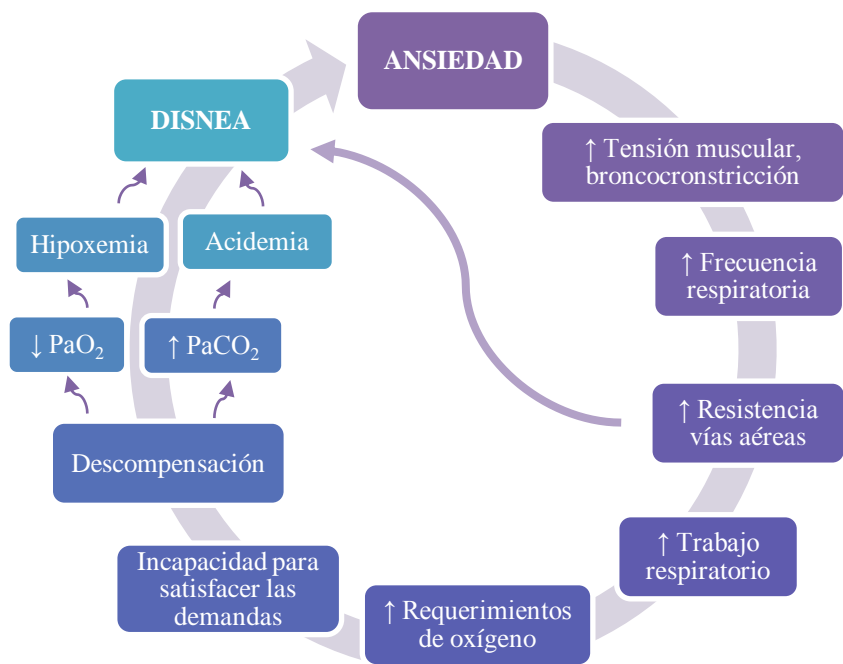 ANSIEDAD
↑ Tensión muscular,
broncocronstricción
↑ Frecuencia
respiratoria
↑ Resistencia
vías aéreas
↑ Trabajo
respiratorio
↑ Requerimientos
de oxígeno
Incapacidad para
satisfacer las
demandas
Descompensación
↓ PaO₂
↑ PaCO₂
Hipoxemia
Acidemia
DISNEA